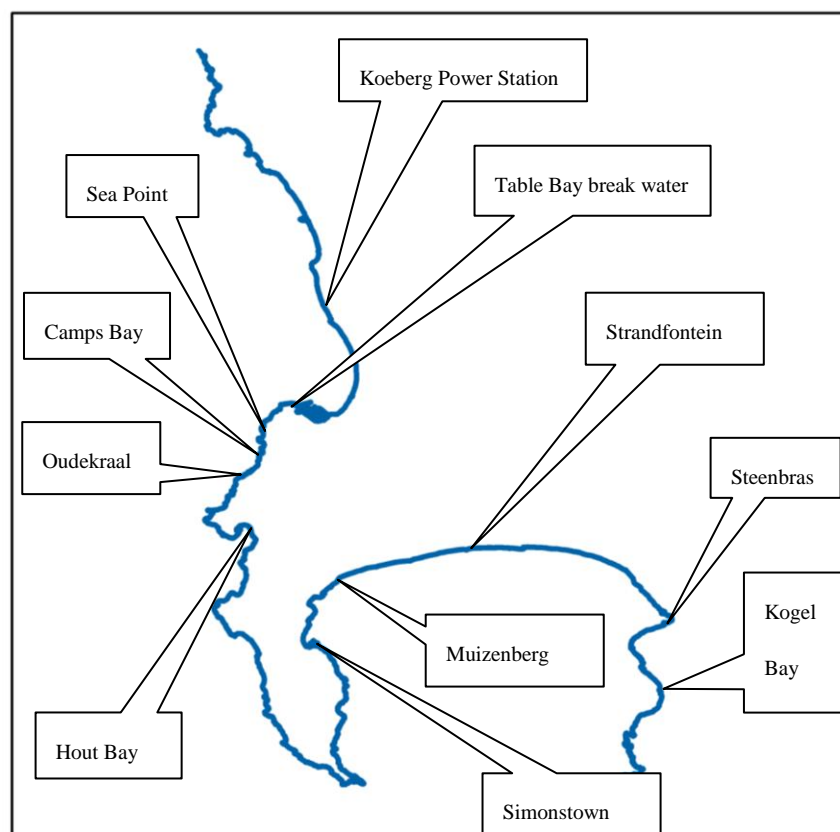 Koeberg Power Station
Sea Point
Table Bay break water
Camps Bay
Strandfontein
Oudekraal
Steenbras
Kogel
Bay
Muizenberg
Hout Bay
Simonstown